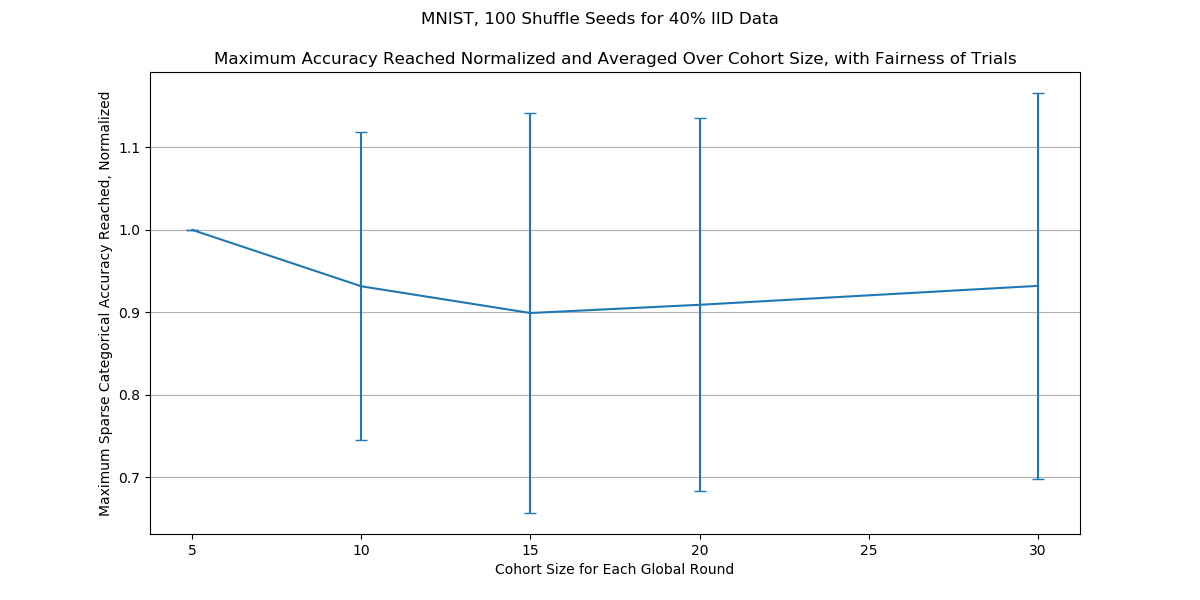 MNIST, 100 Shuffle Seeds for 40% IID Data
Maximum Accuracy Reached Normalized and Averaged Over Cohort Size, with Fairness of Trials
Maximum Sparse Categorical Accuracy Reached, Normalized
1.1
1.0
0.9
0.8
0.7
5 10 15 20 25 30
Cohort Size for Each Global Round